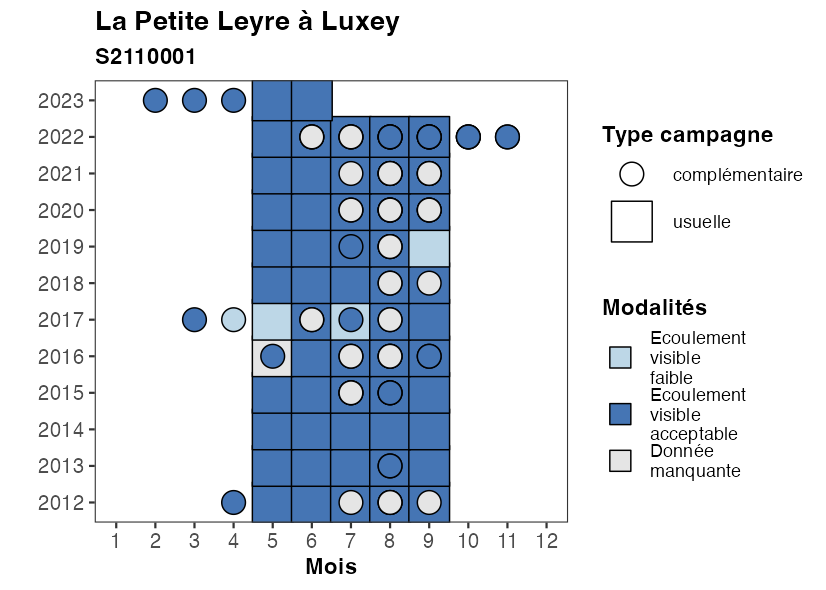 La Petite Leyre à Luxey
S2110001
2023
2022
2021
2020
2019
2018
2017
2016
2015
2014
2013
2012
1 2 3 4 5 6 7 8 9 10 11 12
Mois
Type campagne
complémentaire
usuelle
Modalités
Ecoulement
visible
faible
Ecoulement
visible
acceptable
Donnée
manquante